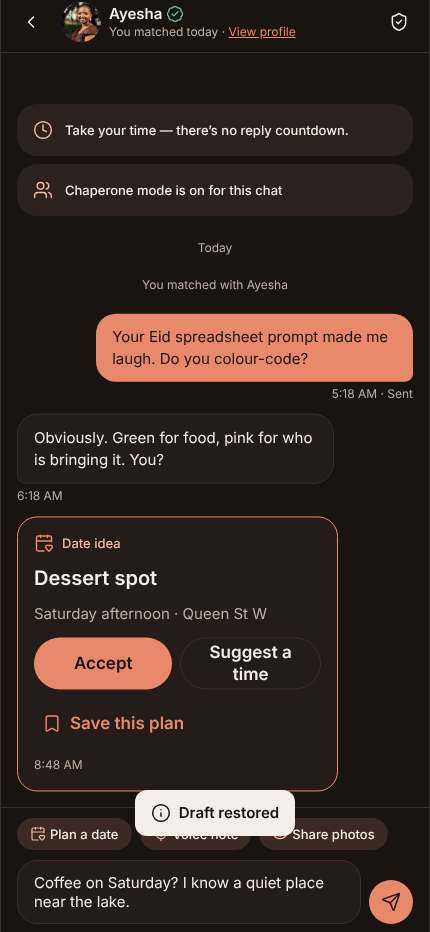 Ayesha
You matched today · View profile
Take your time — there's no reply countdown.
Chaperone mode is on for this chat
Today
You matched with Ayesha
Your Eid spreadsheet prompt made me
laugh. Do you colour-code?
5:18 AM · Sent
Obviously. Green for food, pink for who
is bringing it. You?
6:18 AM
Date idea
Dessert spot
Saturday afternoon · Queen St W
Accept
Suggest a
time
Save this plan
8:48 AM
Draft restored
Plan a date
Voice note
Share photos
Coffee on Saturday? I know a quiet place
near the lake.